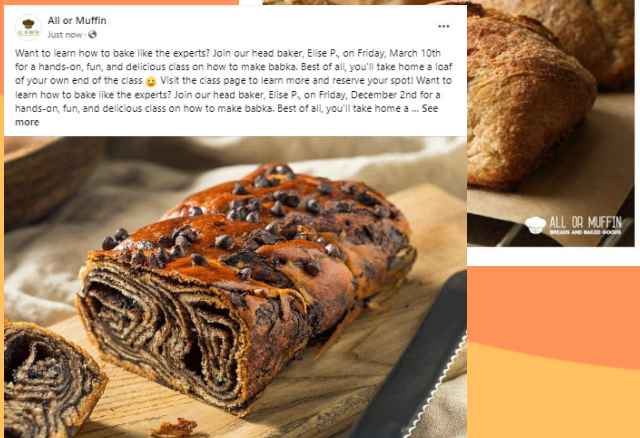 All or Muffin
Just now ·
Want to learn how to bake like the experts? Join our head baker, Elise P., on Friday, March 10th
for a hands-on, fun, and delicious class on how to make babka. Best of all, you'll take home a loaf
of your own end of the class 😀 Visit the class page to learn more and reserve your spot! Want to
learn how to bake like the experts? Join our head baker, Elise P., on Friday, December 2nd for a
hands-on, fun, and delicious class on how to make babka. Best of all, you'll take home a ... See
more
ALL OR MUFFIN
BREADS AND BAKED GOODS